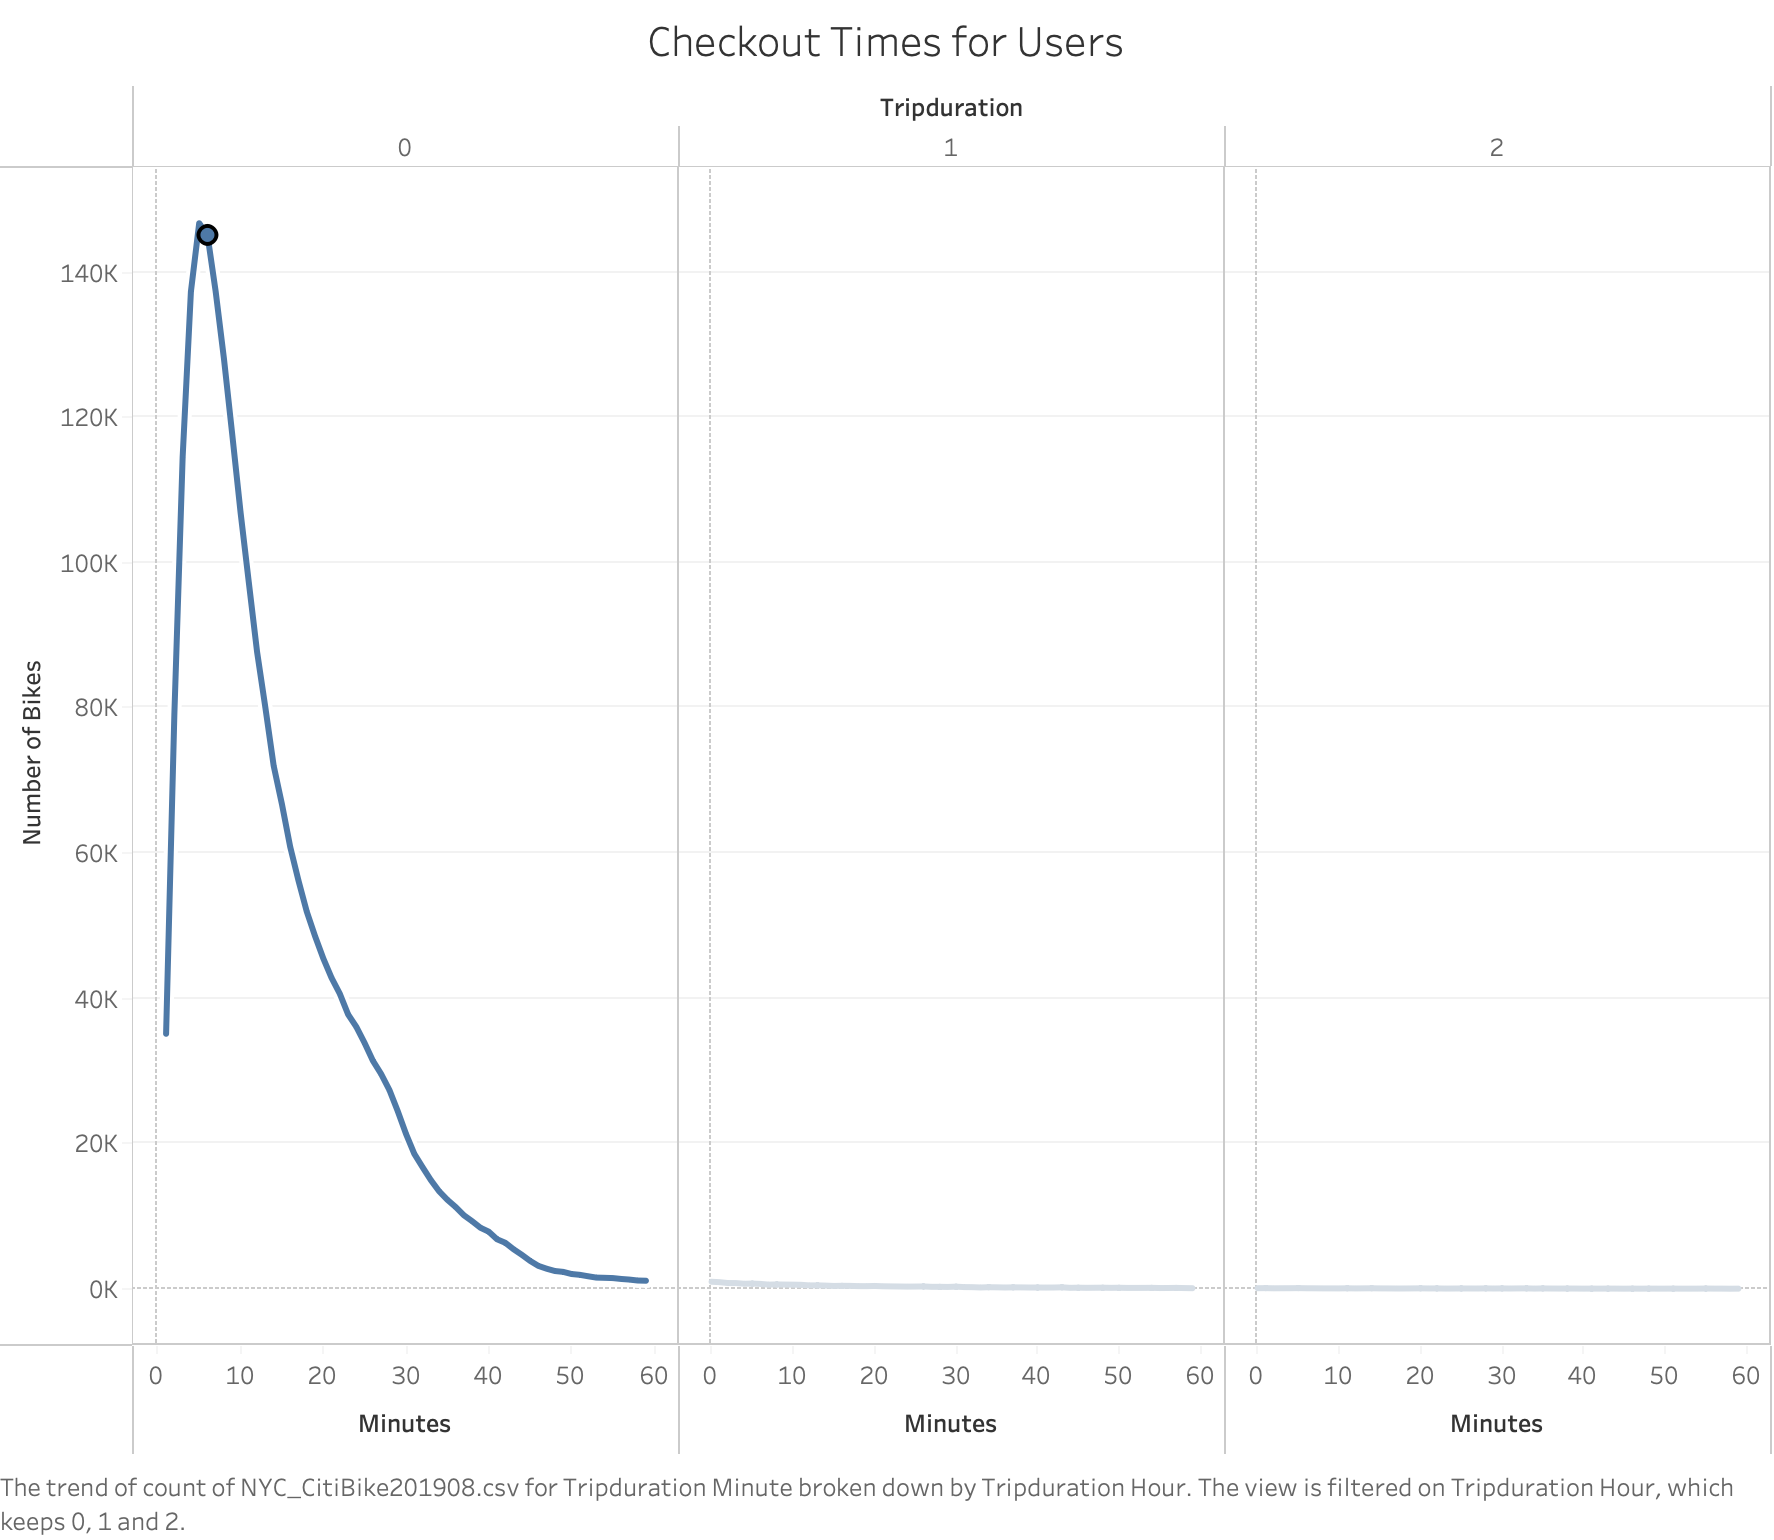 Checkout Times for Users
Tripduration
0 1 2
140K
120K
100K
80K
60K
40K
20K
0K
Number of Bikes
0 10 20 30 40 50 60 0 10 20 30 40 50 60 0 10 20 30 40 50 60
Minutes Minutes Minutes
The trend of count of NYC_CitiBike201908.csv for Tripduration Minute broken down by Tripduration Hour. The view is filtered on Tripduration Hour, which
keeps 0, 1 and 2.